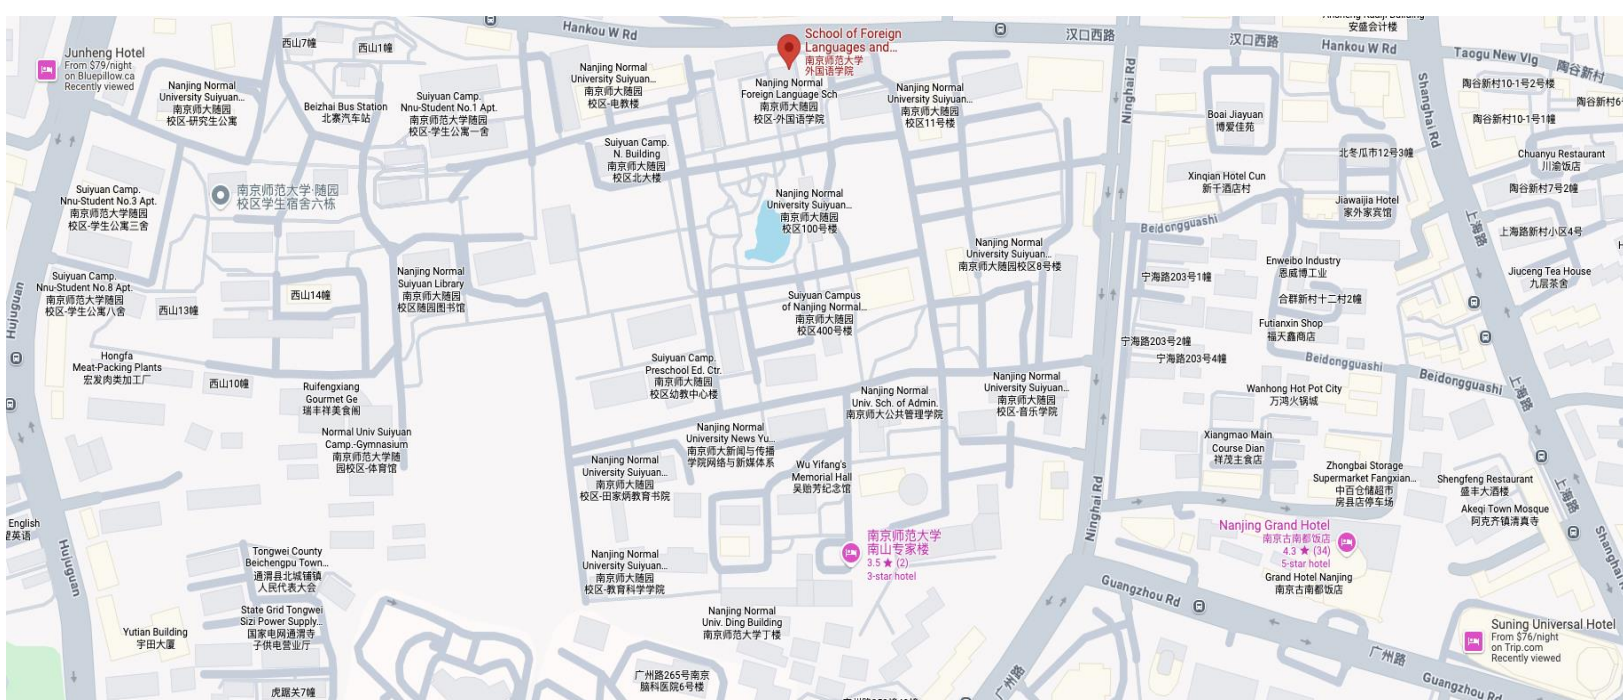 Hankou W Rd
汉口西路
汉口西路
Hankou W Rd
安盛会计楼
Taogu New Vlg
陶谷新村
Junheng Hotel
From $79/night
on Bluepillow.ca
Recently viewed
西山7幢
西山1幢
School of Foreign
Languages and...
南京师范大学
外国语学院
Nanjing Normal
University Suiyuan...
南京师大随园
校区-研究生公寓
Beizhai Bus Station
北寨汽车站
Suiyuan Camp.
Nnu-Student No.1 Apt.
南京师范大学随园
校区-学生公寓一舍
Nanjing Normal
University Suiyuan...
南京师大随园
校区-电教楼
Nanjing Normal
Foreign Language Sch
南京师大随园
校区-外国语学院
Nanjing Normal
University Suiyuan...
南京师大随园
校区11号楼
Ninghai Rd
Boai Jiayuan
博爱佳苑
Shanghai Rd
陶谷新村10-1号2号楼
陶谷新村6
陶谷新村10-1号1幢
Suiyuan Camp.
N. Building
南京师大随园
校区北大楼
北冬瓜市12号3幢
Chuanyu Restaurant
川渝饭店
Xinqian Hotel Cun
新千酒店村
陶谷新村7号2幢
Suiyuan Camp.
Nnu-Student No.3 Apt.
南京师范大学随园
校区-学生公寓三舍
南京师范大学·随园
校区学生宿舍六栋
Nanjing Normal
University Suiyuan...
南京师大随园
校区100号楼
Jiawaijia Hotel
家外家宾馆
Beidongguashi
上海路
上海路新村小区4号
Nanjing Normal
University Suiyuan...
南京师大随园校区8号楼
Enweibo Industry
恩威博工业
Jiuceng Tea House
九层茶舍
宁海路203号1幢
Suiyuan Camp.
Nnu-Student No.8 Apt.
南京师范大学随园
校区-学生公寓八舍
西山13幢
西山14幢
Nanjing Normal
Suiyuan Library
南京师大随园
校区随园图书馆
Suiyuan Campus
of Nanjing Normal...
南京师大随园
校区400号楼
合群新村十二村2幢
Futianxin Shop
福天鑫商店
宁海路203号2幢
宁海路203号4幢
Hujuguan
Hongfa
Meat-Packing Plants
宏发肉类加工厂
西山10幢
Ruifengxiang
Gourmet Ge
瑞丰祥美食阁
Suiyuan Camp.
Preschool Ed. Ctr.
南京师大随园
校区幼教中心楼
Nanjing Normal
Univ. Sch. of Admin.
南京师大公共管理学院
Nanjing Normal
University Suiyuan...
南京师大随园
校区-音乐学院
Beidongguashi
Beidongguashi
上海路
Wanhong Hot Pot City
万鸿火锅城
Normal Univ Suiyuan
Camp.-Gymnasium
南京师范大学随
园校区-体育馆
Nanjing Normal
University News Yu...
南京师大新闻与传播
学院网络与新媒体系
Xiangmao Main
Course Dian
祥茂主食店
Nanjing Normal
University Suiyuan...
南京师大随园
校区-田家炳教育书院
Wu Yifang's
Memorial Hall
吴贻芳纪念馆
Ninghai Rd
Zhongbai Storage
Supermarket Fangxian...
中百仓储超市
房县店停车场
Shengfeng Restaurant
盛丰大酒楼
上海路
Akeqi Town Mosque
阿克齐镇清真寺
English
Hujuguan
南京师范大学
南山专家楼
3.5 ★ (2)
3-star hotel
Nanjing Grand Hotel
南京古南都饭店
4.3 ★ (34)
5-star hotel
Grand Hotel Nanjing
南京古南都饭店
Shanghai
Tongwei County
Beichengpu Town...
通渭县北城铺镇
人民代表大会
Nanjing Normal
University Suiyuan...
南京师大随园
校区-教育科学学院
Guangzhou Rd
State Grid Tongwei
Sizi Power Supply...
国家电网通渭寺
子供电营业厅
Yutian Building
宇田大厦
Nanjing Normal
Univ. Ding Building
南京师范大学丁楼
Suning Universal Hotel
From $76/night
on Trip.com
Recently viewed
广州路
广州路
Guangzhou Rd
广州路265号南京
脑科医院6号楼
虎踞关7幢